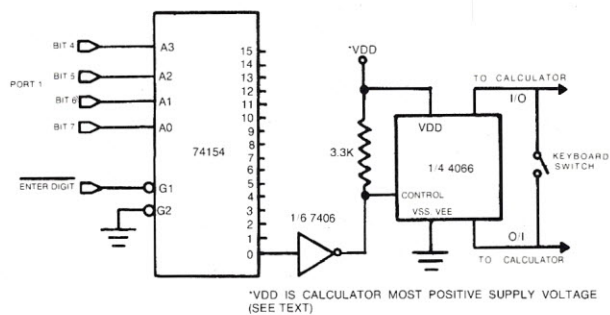 BIT 4
BIT 5
PORT 1
BIT 6
BIT 7
ENTER DIGIT
A3
A2
A1
A0
G1
G2
74154
15
14
13
12
11
10
9
8
7
6
5
4
3
2
1
0
1/6 7406
*VDD
3.3K
VDD
1/4 4066
CONTROL
VSS VEE
TO CALCULATOR
I/O
KEYBOARD
SWITCH
O/I
TO CALCULATOR
*VDD IS CALCULATOR MOST POSITIVE SUPPLY VOLTAGE
(SEE TEXT)